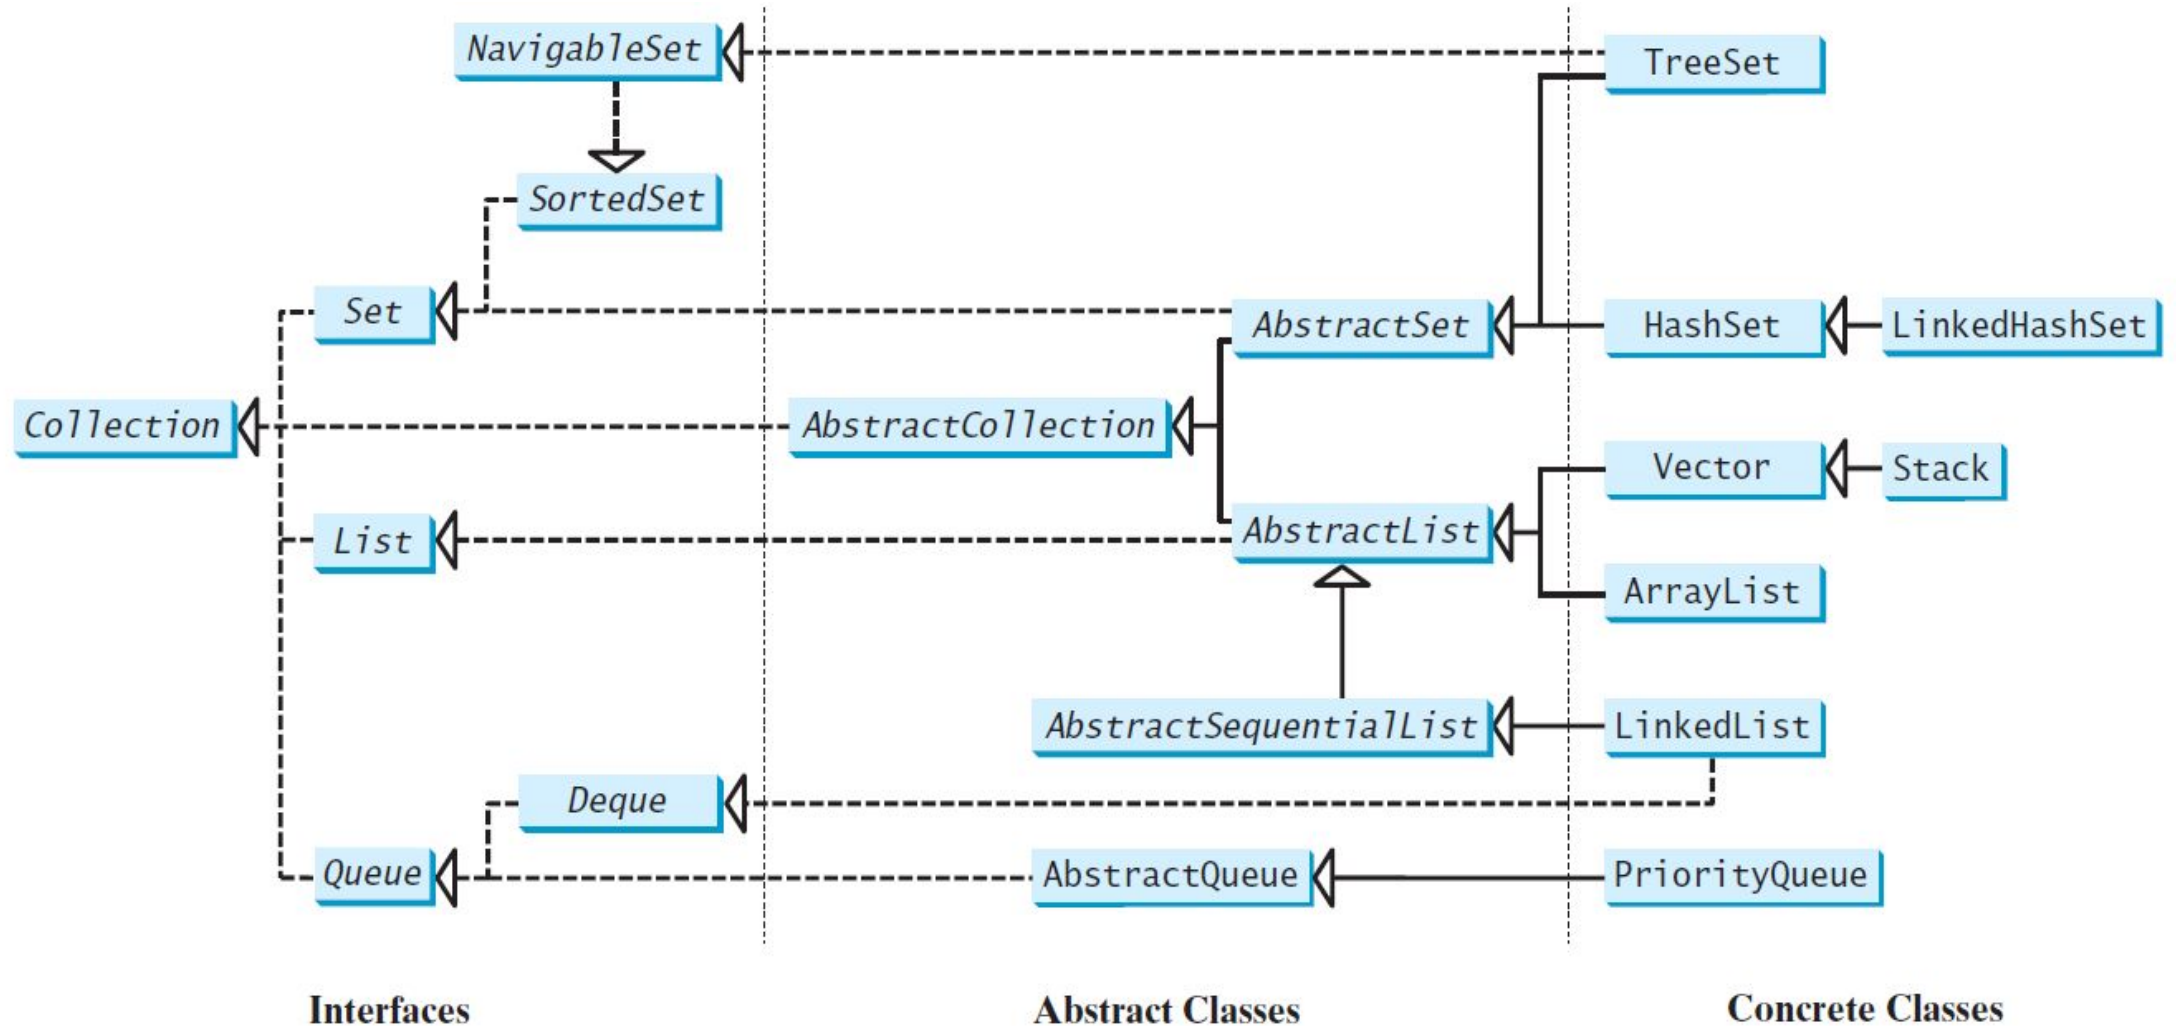 NavigableSet
TreeSet
SortedSet
Set
AbstractSet
HashSet
LinkedHashSet
Collection
AbstractCollection
Vector
Stack
List
AbstractList
ArrayList
AbstractSequentialList
LinkedList
Deque
Queue
AbstractQueue
PriorityQueue
Interfaces
Abstract Classes
Concrete Classes